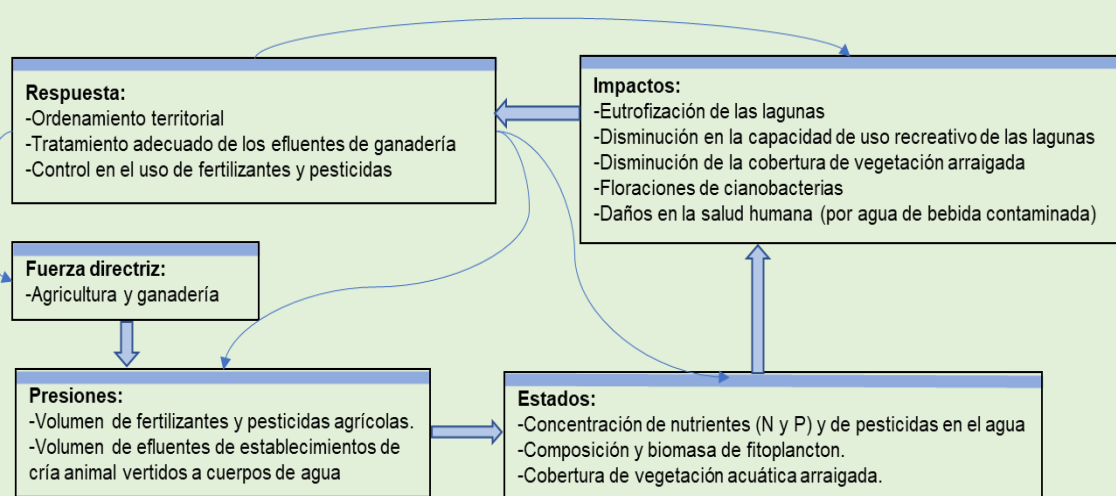 Respuesta:
-Ordenamiento territorial
-Tratamiento adecuado de los efluentes de ganadería
-Control en el uso de fertilizantes y pesticidas
Impactos:
-Eutrofización de las lagunas
-Disminución en la capacidad de uso recreativo de las lagunas
-Disminución de la cobertura de vegetación arraigada
-Floraciones de cianobacterias
-Daños en la salud humana (por agua de bebida contaminada)
Fuerza directriz:
-Agricultura y ganadería
Presiones:
-Volumen de fertilizantes y pesticidas agrícolas.
-Volumen de efluentes de establecimientos de
cría animal vertidos a cuerpos de agua
Estados:
-Concentración de nutrientes (N y P) y de pesticidas en el agua
-Composición y biomasa de fitoplancton.
-Cobertura de vegetación acuática arraigada.